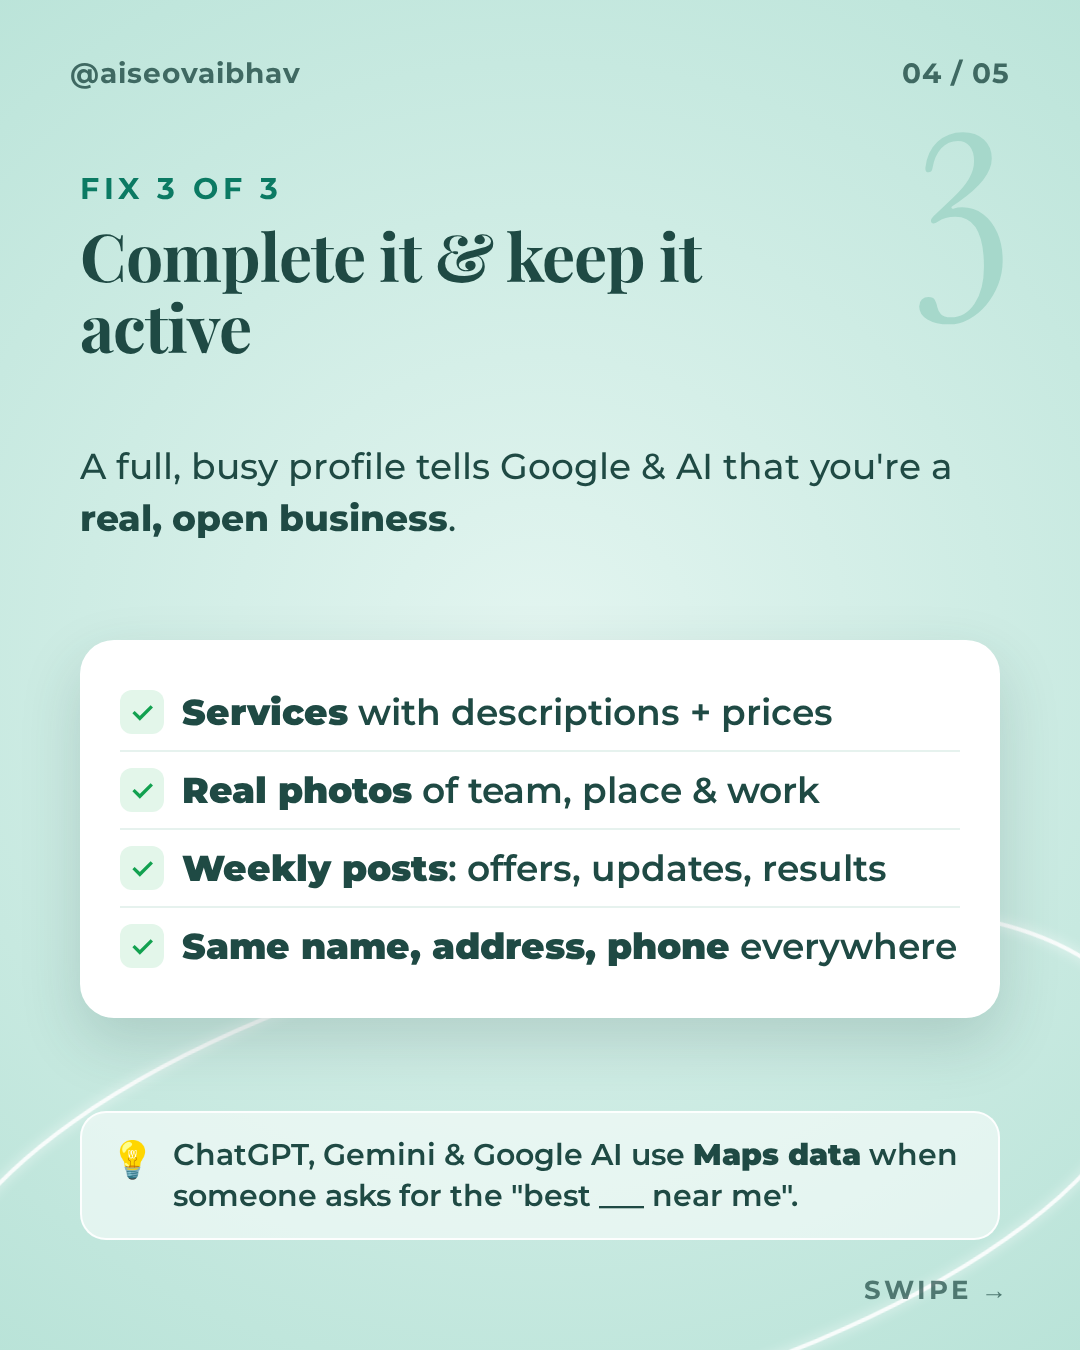 @aiseovaibhav
04 / 05
3
FIX 3 OF 3
Complete it & keep it
active
A full, busy profile tells Google & AI that you're a
real, open business.
Services with descriptions + prices
Real photos of team, place & work
Weekly posts: offers, updates, results
Same name, address, phone everywhere
💡 ChatGPT, Gemini & Google AI use Maps data when
someone asks for the "best ___ near me".
SWIPE →